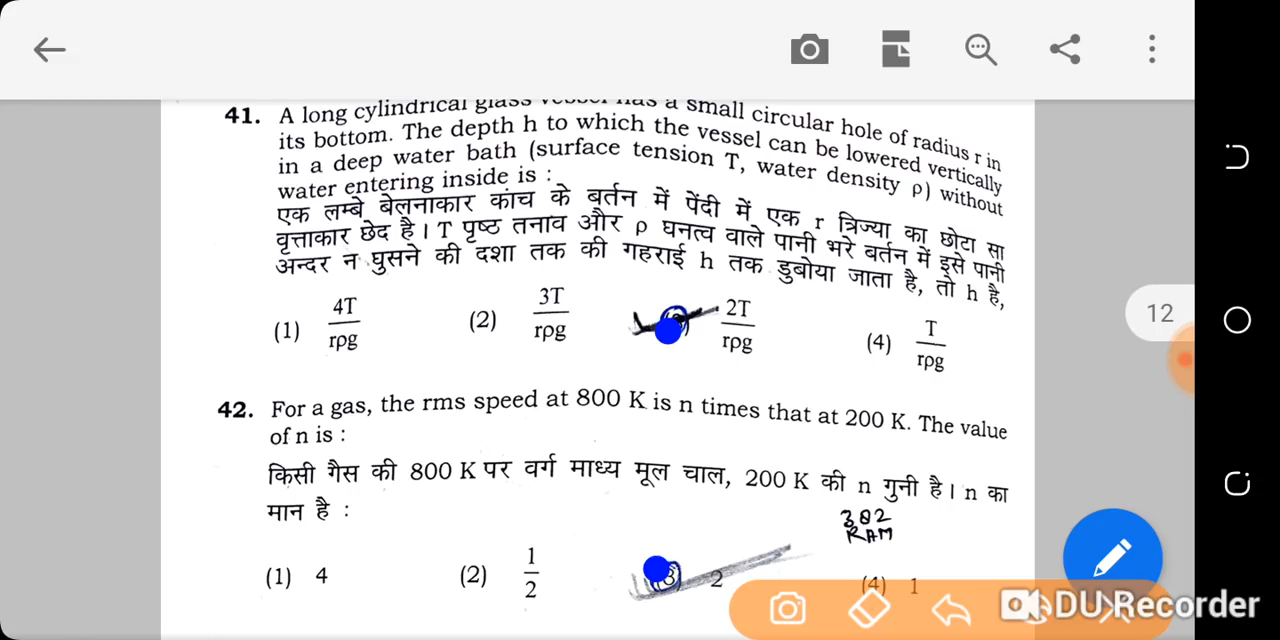 41. A long cylindrical glass vessel has a small circular hole of radius r in
its bottom. The depth h to which the vessel can be lowered vertically
in a deep water bath (surface tension T, water density ρ) without
water entering inside is :
एक लम्बे बेलनाकार कांच के बर्तन में पेंदी में एक r त्रिज्या का छोटा सा
वृत्ताकार छेद है। T पृष्ठ तनाव और ρ घनत्व वाले पानी भरे बर्तन में इसे पानी
अन्दर न घुसने की दशा तक की गहराई h तक डुबोया जाता है, तो h है,
(1) 4T/rρg (2) 3T/rρg 2T/rρg (4) T/rρg
12
42. For a gas, the rms speed at 800 K is n times that at 200 K. The value
of n is :
किसी गैस की 800 K पर वर्ग माध्य मूल चाल, 200 K की n गुनी है। n का
मान है :
302
RAM
(1) 4 (2) 1/2 (3) 2 (4) 1
DU Recorder